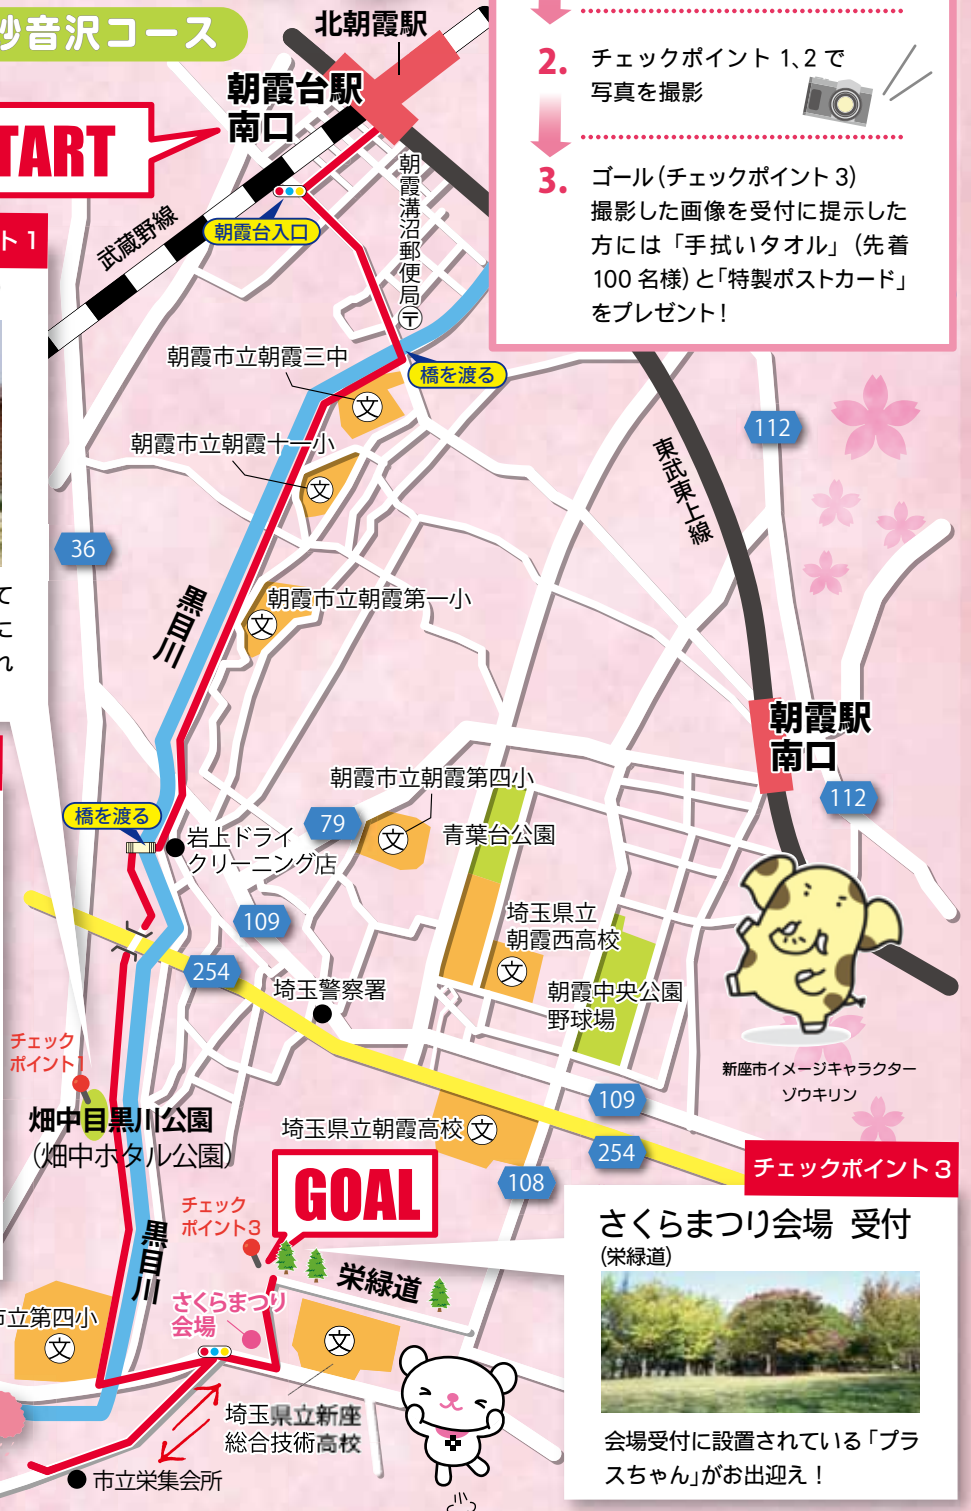 妙音沢コース
北朝霞駅
朝霞台駅
南口
START
2. チェックポイント 1、2 で
写真を撮影
3. ゴール(チェックポイント 3)
撮影した画像を受付に提示した
方には「手拭いタオル」(先着
100 名様)と「特製ポストカード」
をプレゼント!
朝霞溝沼郵便局〒
武蔵野線
朝霞台入口
ト 1
朝霞市立朝霞三中
文
橋を渡る
朝霞市立朝霞十一小
文
112
東武東上線
36
て
に
れ
朝霞市立朝霞第一小
文
黒目川
朝霞駅
南口
112
朝霞市立朝霞第四小
文
79
青葉台公園
橋を渡る
岩上ドライ
クリーニング店
109
埼玉県立
朝霞西高校
文
254
埼玉警察署
朝霞中央公園
野球場
新座市イメージキャラクター
ゾウキリン
チェック
ポイント1
畑中目黒川公園
(畑中ホタル公園)
埼玉県立朝霞高校 文
109
254
108
GOAL
チェック
ポイント3
栄緑道
黒目川
さくらまつり
会場
市立第四小
文
文
埼玉県立新座
総合技術高校
市立栄集会所
チェックポイント 3
さくらまつり会場 受付
(栄緑道)
会場受付に設置されている「プラ
スちゃん」がお出迎え!